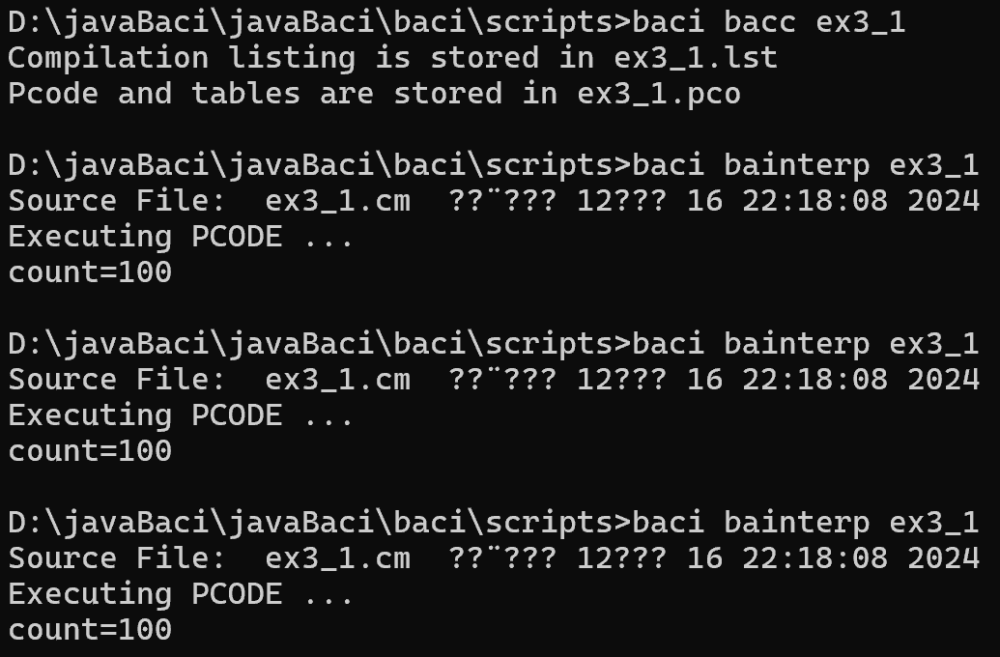 D:\javaBaci\javaBaci\baci\scripts>baci bacc ex3_1
Compilation listing is stored in ex3_1.lst
Pcode and tables are stored in ex3_1.pco
D:\javaBaci\javaBaci\baci\scripts>baci bainterp ex3_1
Source File:  ex3_1.cm  ??¨??? 12??? 16 22:18:08 2024
Executing PCODE ...
count=100
D:\javaBaci\javaBaci\baci\scripts>baci bainterp ex3_1
Source File:  ex3_1.cm  ??¨??? 12??? 16 22:18:08 2024
Executing PCODE ...
count=100
D:\javaBaci\javaBaci\baci\scripts>baci bainterp ex3_1
Source File:  ex3_1.cm  ??¨??? 12??? 16 22:18:08 2024
Executing PCODE ...
count=100